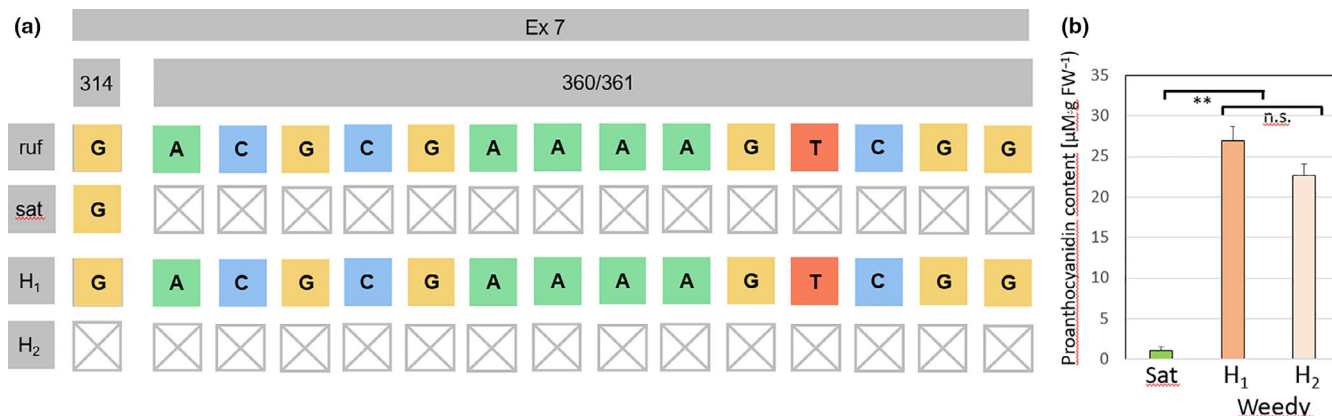 (a)
Ex 7
314 360/361
ruf G A C G C G A A A A G T C G G
sat G
H₁ G A C G C G A A A A G T C G G
H₂
(b)
Proanthocyanidin content [µM·g FW⁻¹]
35
30
25
20
15
10
5
0
**
n.s.
Sat H₁ H₂
Weedy